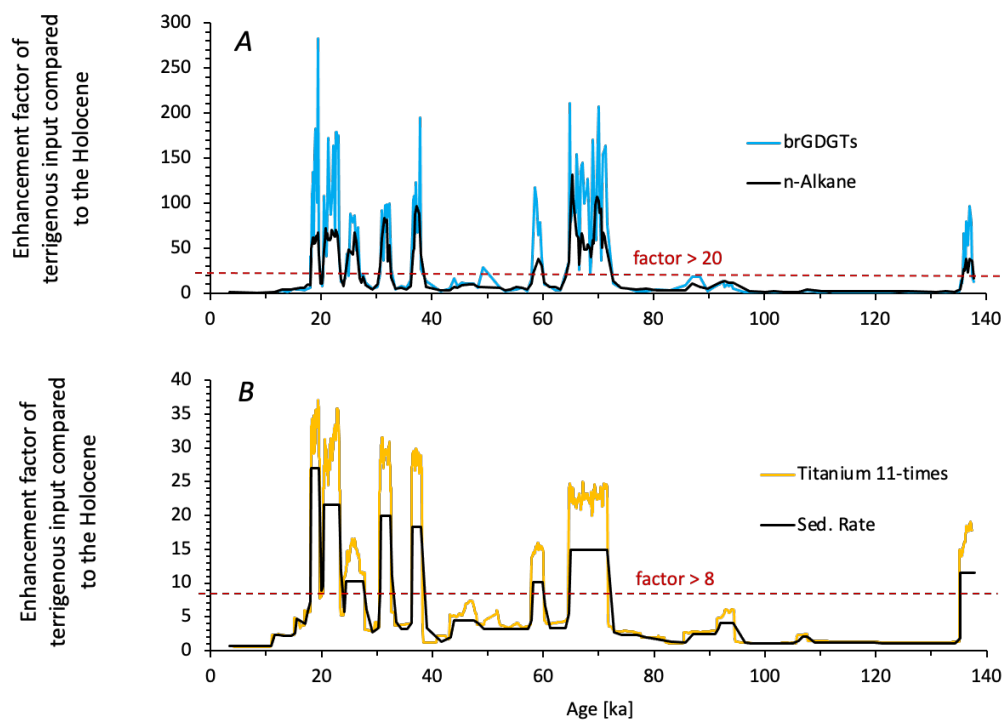 Enhancement factor of
terrigenous input compared
to the Holocene
A
300
250
200
150
100
50
0
brGDGTs
n-Alkane
factor > 20
0 20 40 60 80 100 120 140
Enhancement factor of
terrigenous input compared
to the Holocene
B
40
35
30
25
20
15
10
5
0
Titanium 11-times
Sed. Rate
factor > 8
0 20 40 60 80 100 120 140
Age [ka]